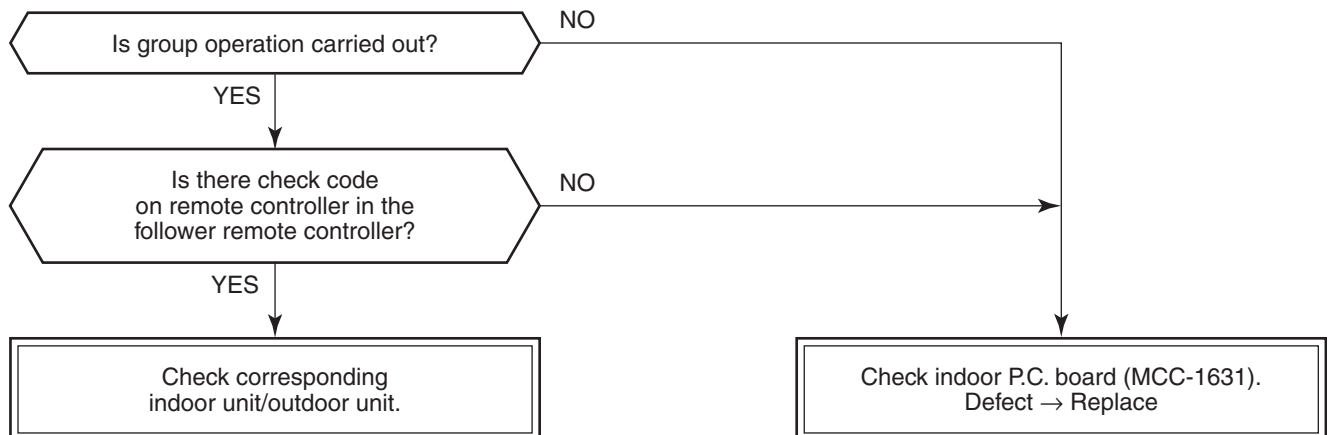 Is group operation carried out?
NO
YES
Is there check code
on remote controller in the
follower remote controller?
NO
YES
Check corresponding
indoor unit/outdoor unit.
Check indoor P.C. board (MCC-1631).
Defect → Replace